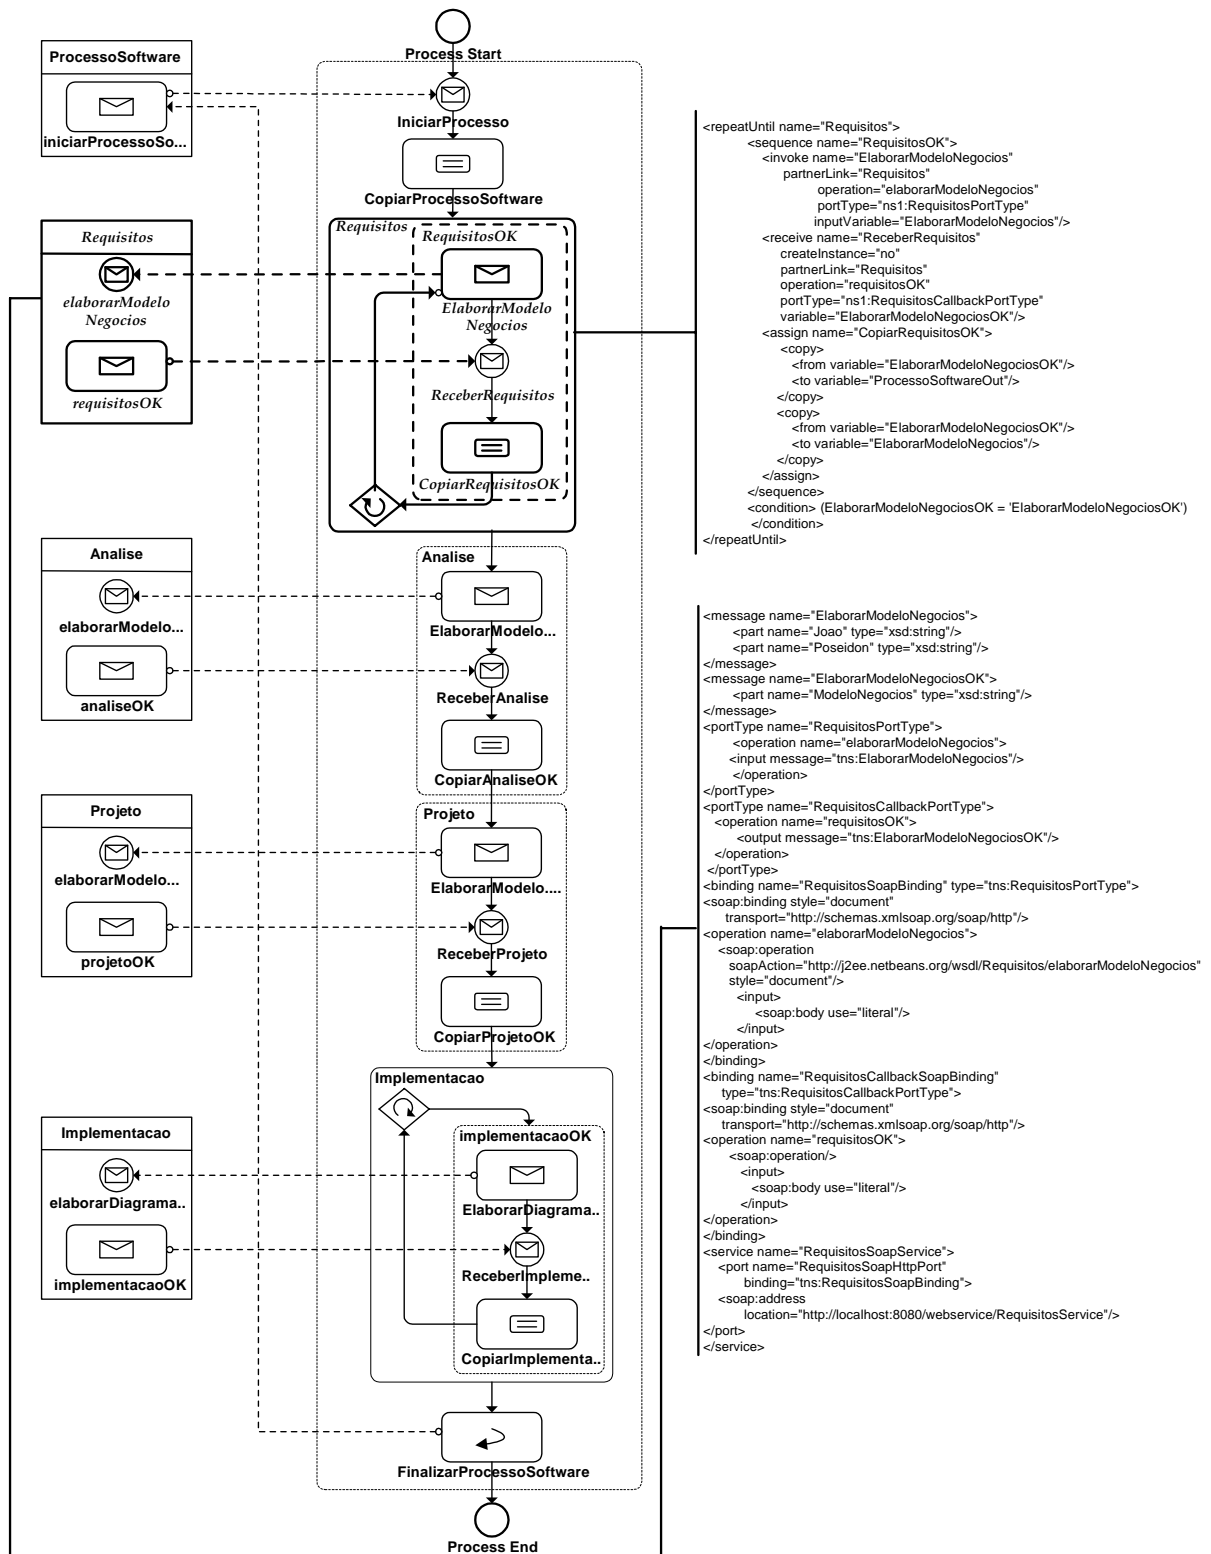 Process Start
ProcessoSoftware
iniciarProcessoSo...
IniciarProcesso
CopiarProcessoSoftware
Requisitos
elaborarModelo
Negocios
requisitosOK
Requisitos
RequisitosOK
ElaborarModelo
Negocios
ReceberRequisitos
CopiarRequisitosOK
Analise
elaborarModelo...
analiseOK
Analise
ElaborarModelo...
ReceberAnalise
CopiarAnaliseOK
Projeto
elaborarModelo...
projetoOK
Projeto
ElaborarModelo....
ReceberProjeto
CopiarProjetoOK
Implementacao
elaborarDiagrama..
implementacaoOK
Implementacao
implementacaoOK
ElaborarDiagrama..
ReceberImpleme..
CopiarImplementa..
FinalizarProcessoSoftware
Process End
<repeatUntil name="Requisitos">
<sequence name="RequisitosOK">
<invoke name="ElaborarModeloNegocios"
partnerLink="Requisitos"
operation="elaborarModeloNegocios"
portType="ns1:RequisitosPortType"
inputVariable="ElaborarModeloNegocios"/>
<receive name="ReceberRequisitos"
createInstance="no"
partnerLink="Requisitos"
operation="requisitosOK"
portType="ns1:RequisitosCallbackPortType"
variable="ElaborarModeloNegociosOK"/>
<assign name="CopiarRequisitosOK">
<copy>
<from variable="ElaborarModeloNegociosOK"/>
<to variable="ProcessoSoftwareOut"/>
</copy>
<copy>
<from variable="ElaborarModeloNegociosOK"/>
<to variable="ElaborarModeloNegocios"/>
</copy>
</assign>
</sequence>
<condition> (ElaborarModeloNegociosOK = 'ElaborarModeloNegociosOK')
</condition>
</repeatUntil>
<message name="ElaborarModeloNegocios">
<part name="Joao" type="xsd:string"/>
<part name="Poseidon" type="xsd:string"/>
</message>
<message name="ElaborarModeloNegociosOK">
<part name="ModeloNegocios" type="xsd:string"/>
</message>
<portType name="RequisitosPortType">
<operation name="elaborarModeloNegocios">
<input message="tns:ElaborarModeloNegocios"/>
</operation>
</portType>
<portType name="RequisitosCallbackPortType">
<operation name="requisitosOK">
<output message="tns:ElaborarModeloNegociosOK"/>
</operation>
</portType>
<binding name="RequisitosSoapBinding" type="tns:RequisitosPortType">
<soap:binding style="document"
transport="http://schemas.xmlsoap.org/soap/http"/>
<operation name="elaborarModeloNegocios">
<soap:operation
soapAction="http://j2ee.netbeans.org/wsdl/Requisitos/elaborarModeloNegocios"
style="document"/>
<input>
<soap:body use="literal"/>
</input>
</operation>
</binding>
<binding name="RequisitosCallbackSoapBinding"
type="tns:RequisitosCallbackPortType">
<soap:binding style="document"
transport="http://schemas.xmlsoap.org/soap/http"/>
<operation name="requisitosOK">
<soap:operation/>
<input>
<soap:body use="literal"/>
</input>
</operation>
</binding>
<service name="RequisitosSoapService">
<port name="RequisitosSoapHttpPort"
binding="tns:RequisitosSoapBinding">
<soap:address
location="http://localhost:8080/webservice/RequisitosService"/>
</port>
</service>